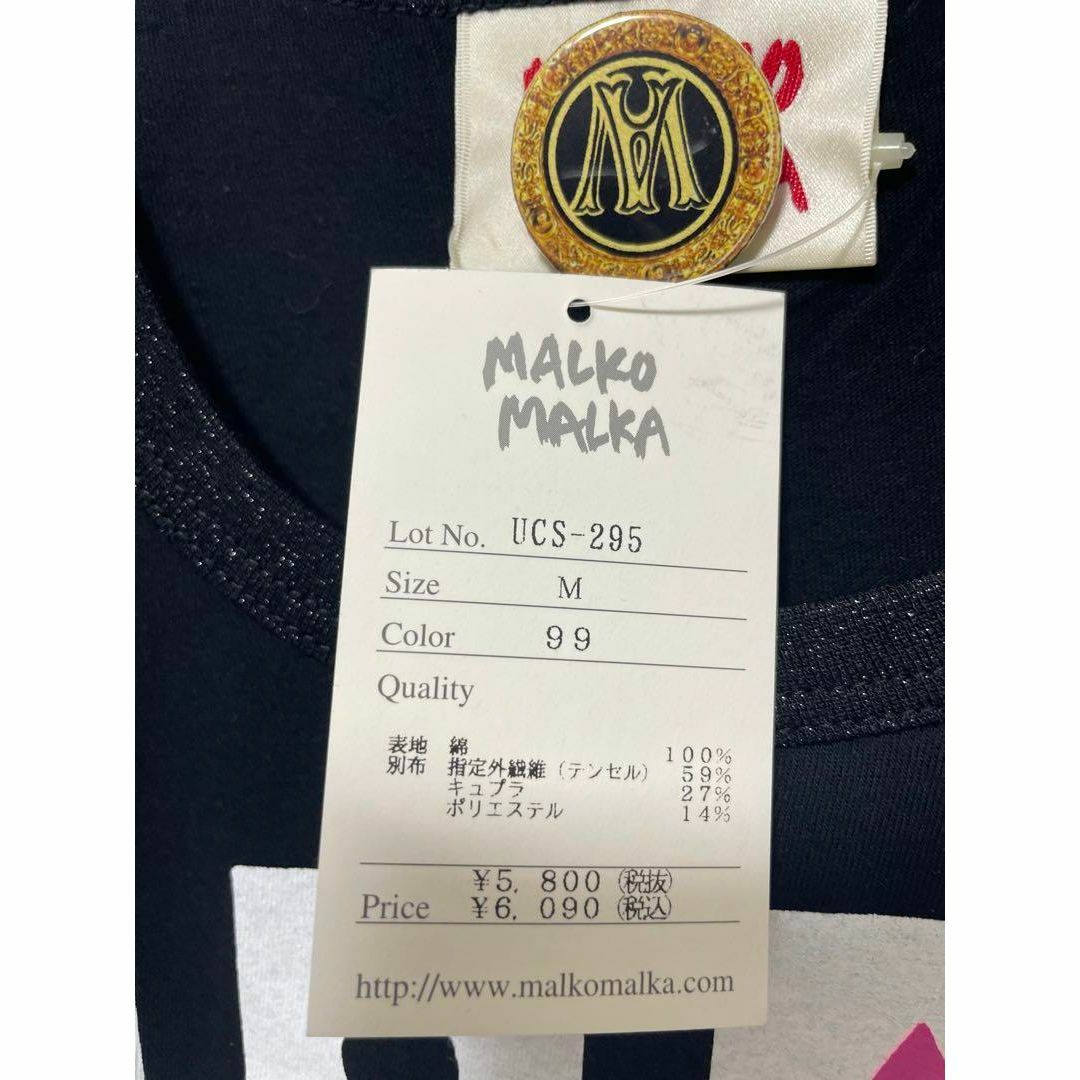 M
MALKO
MALKA
Lot No. UCS-295
Size M
Color 99
Quality
表地 綿 100%
別布 指定外繊維 (テンセル) 59%
キュプラ 27%
ポリエステル 14%
¥5,800 (税抜)
Price ¥6,090 (税込)
http://www.malkomalka.com